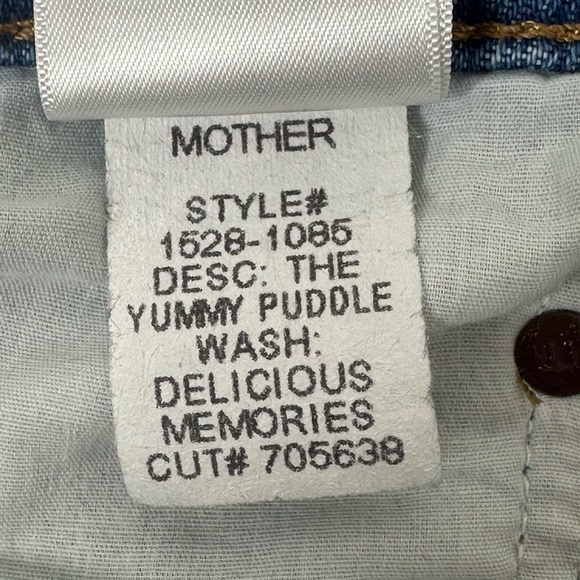 MOTHER
STYLE#
1528-1085
DESC: THE
YUMMY PUDDLE
WASH:
DELICIOUS
MEMORIES
CUT# 705638